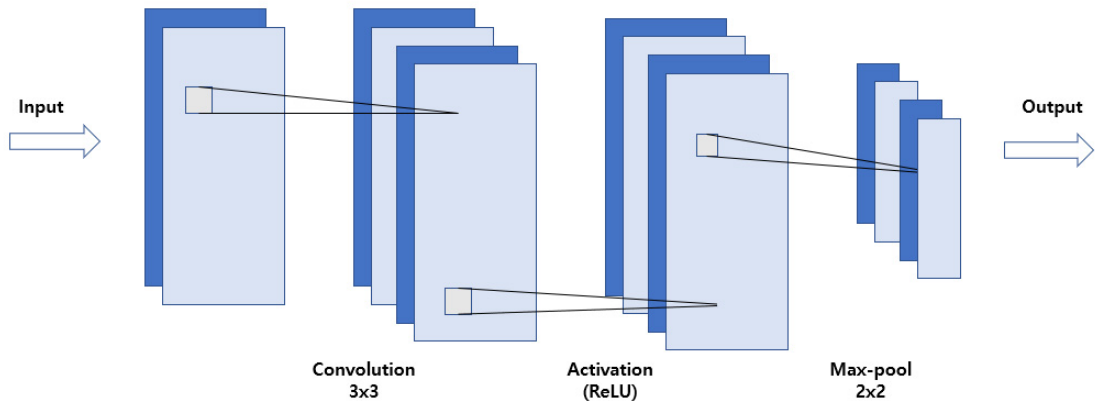 Input
Output
Convolution
3x3
Activation
(ReLU)
Max-pool
2x2